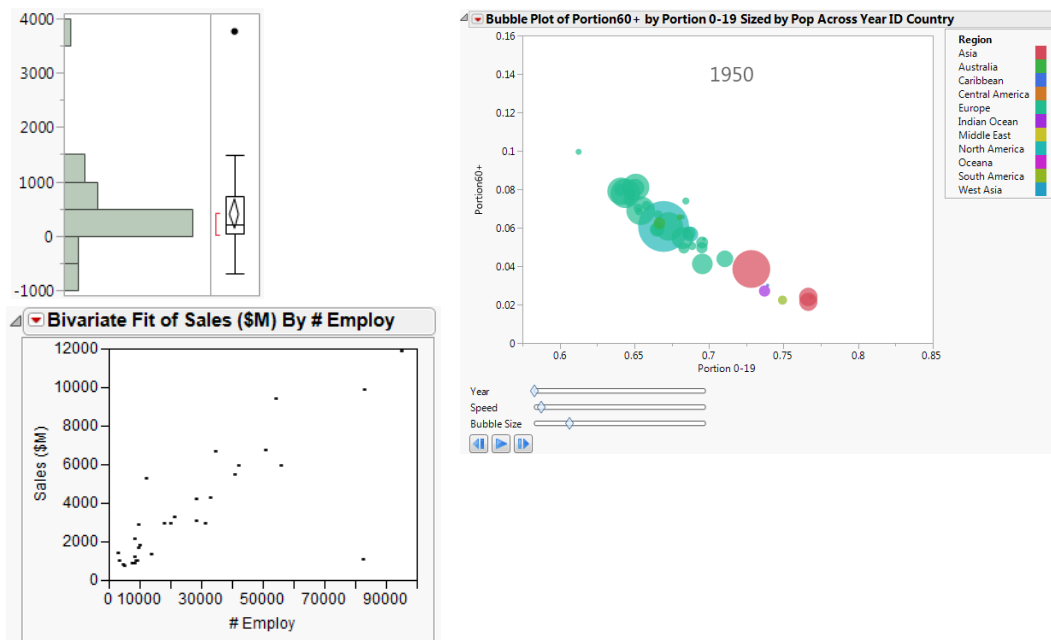 4000
3000
2000
1000
0
-1000
Bivariate Fit of Sales ($M) By # Employ
12000
10000
8000
6000
4000
2000
0
Sales ($M)
0 10000 30000 50000 70000 90000
# Employ
Bubble Plot of Portion60+ by Portion 0-19 Sized by Pop Across Year ID Country
0.16
0.14
0.12
0.1
0.08
0.06
0.04
0.02
0
Portion60+
1950
0.6 0.65 0.7 0.75 0.8 0.85
Portion 0-19
Year
Speed
Bubble Size
Region
Asia
Australia
Caribbean
Central America
Europe
Indian Ocean
Middle East
North America
Oceana
South America
West Asia